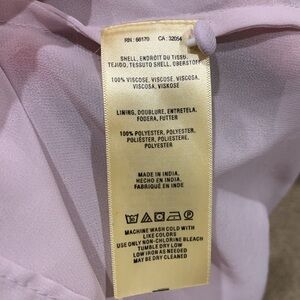 RN : 66170 CA : 32054
SHELL, ENDROIT DU TISSU,
TEJIDO, TESSUTO SHELL, OBERSTOFF
100% VISCOSE, VISCOSE, VISCOSA,
VISCOSA, VISKOSE
LINING, DOUBLURE, ENTRETELA,
FODERA, FUTTER
100% POLYESTER, POLYESTER,
POLIÉSTER, POLIESTERE,
POLYESTER
MADE IN INDIA
HECHO EN INDIA
FABRIQUÉ EN INDE
MACHINE WASH COLD WITH
LIKE COLORS
USE ONLY NON-CHLORINE BLEACH
TUMBLE DRY LOW
LOW IRON AS NEEDED
MAY BE DRY CLEANED